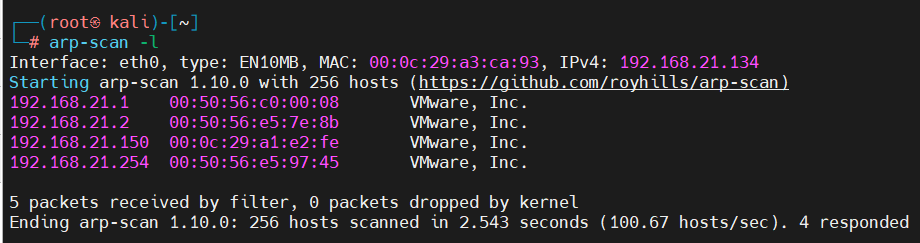 ┌──(root㉿ kali)-[~]
└─# arp-scan -l
Interface: eth0, type: EN10MB, MAC: 00:0c:29:a3:ca:93, IPv4: 192.168.21.134
Starting arp-scan 1.10.0 with 256 hosts (https://github.com/royhills/arp-scan)
192.168.21.1 00:50:56:c0:00:08 VMware, Inc.
192.168.21.2 00:50:56:e5:7e:8b VMware, Inc.
192.168.21.150 00:0c:29:a1:e2:fe VMware, Inc.
192.168.21.254 00:50:56:e5:97:45 VMware, Inc.
5 packets received by filter, 0 packets dropped by kernel
Ending arp-scan 1.10.0: 256 hosts scanned in 2.543 seconds (100.67 hosts/sec). 4 responded